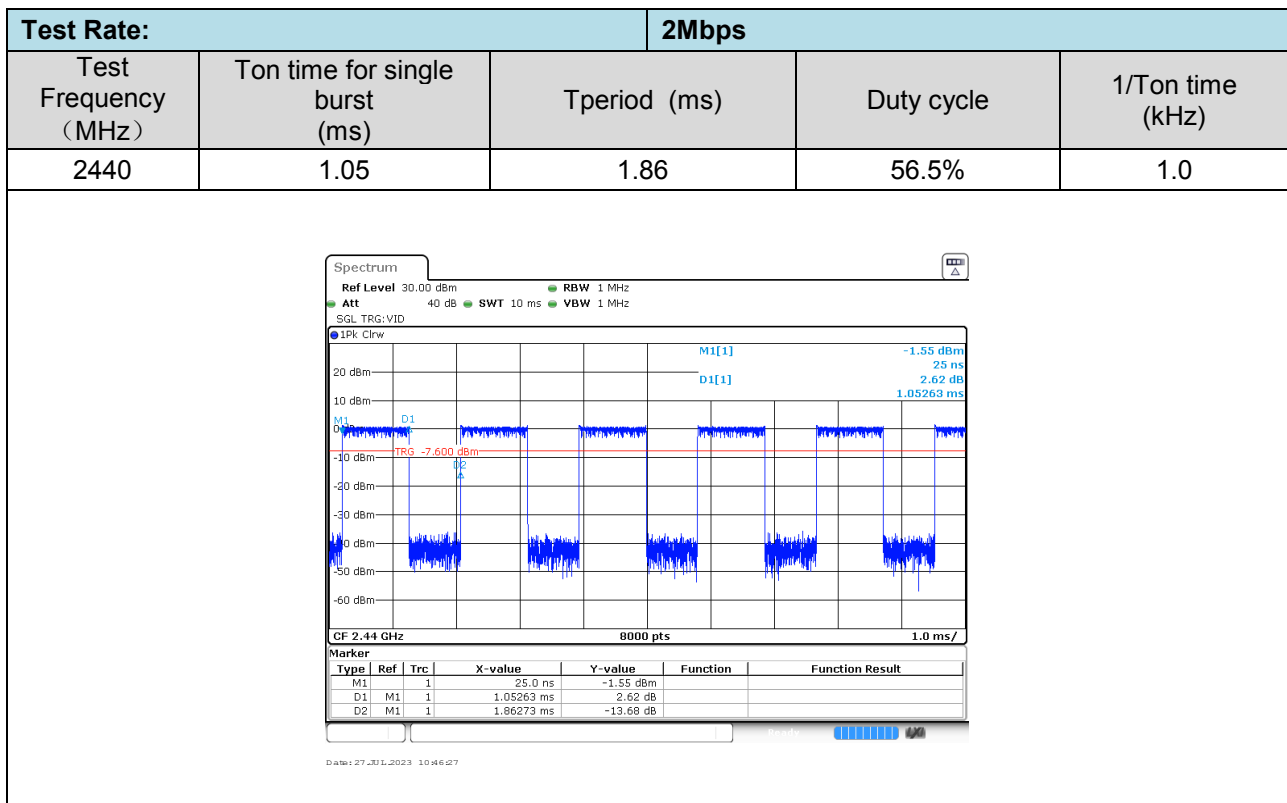 Test Rate: 2Mbps
Test Frequency （MHz） Ton time for single burst (ms) Tperiod (ms) Duty cycle 1/Ton time (kHz)
2440 1.05 1.86 56.5% 1.0
Spectrum
Ref Level 30.00 dBm RBW 1 MHz
Att 40 dB SWT 10 ms VBW 1 MHz
SGL TRG:VID
1Pk Clrw
M1[1] -1.55 dBm
25 ns
20 dBm
D1[1] 2.62 dB
1.05263 ms
10 dBm
M1 D1
TRG -7.600 dBm
-10 dBm
D2
-20 dBm
-30 dBm
-50 dBm
-60 dBm
CF 2.44 GHz 8000 pts 1.0 ms/
Marker
Type Ref Trc X-value Y-value Function Function Result
M1 1 25.0 ns -1.55 dBm
D1 M1 1 1.05263 ms 2.62 dB
D2 M1 1 1.86273 ms -13.68 dB
Ready
Date: 27.JUL.2023 10:46:27